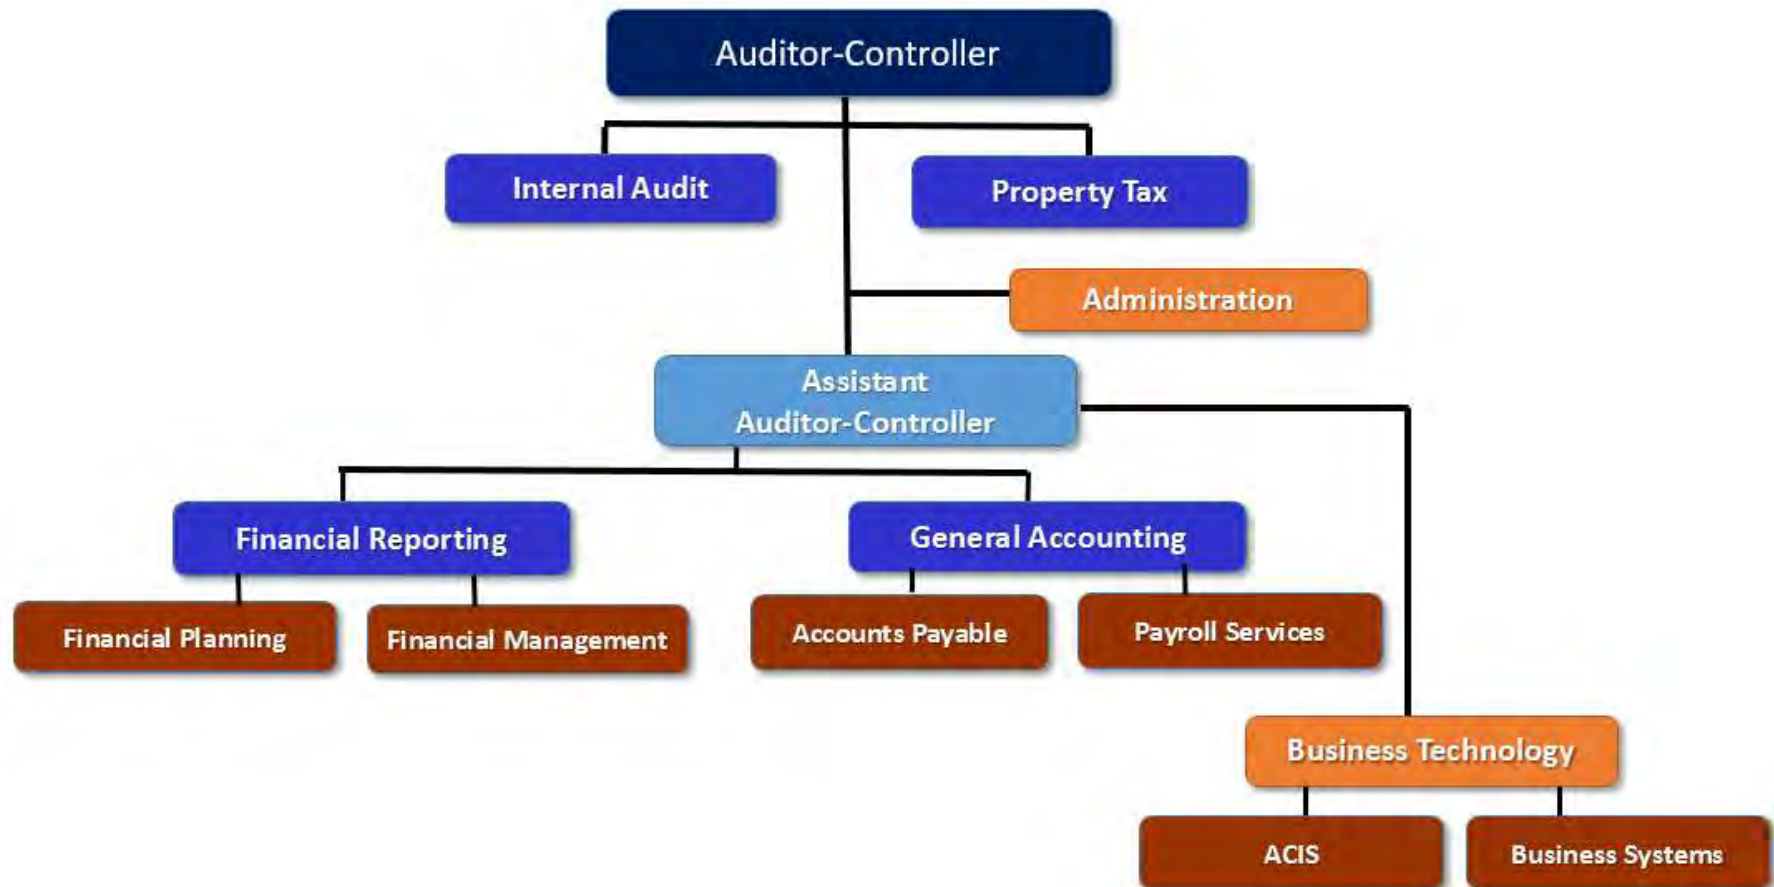 Auditor-Controller
Internal Audit
Property Tax
Administration
Assistant
Auditor-Controller
Financial Reporting
General Accounting
Financial Planning
Financial Management
Accounts Payable
Payroll Services
Business Technology
ACIS
Business Systems